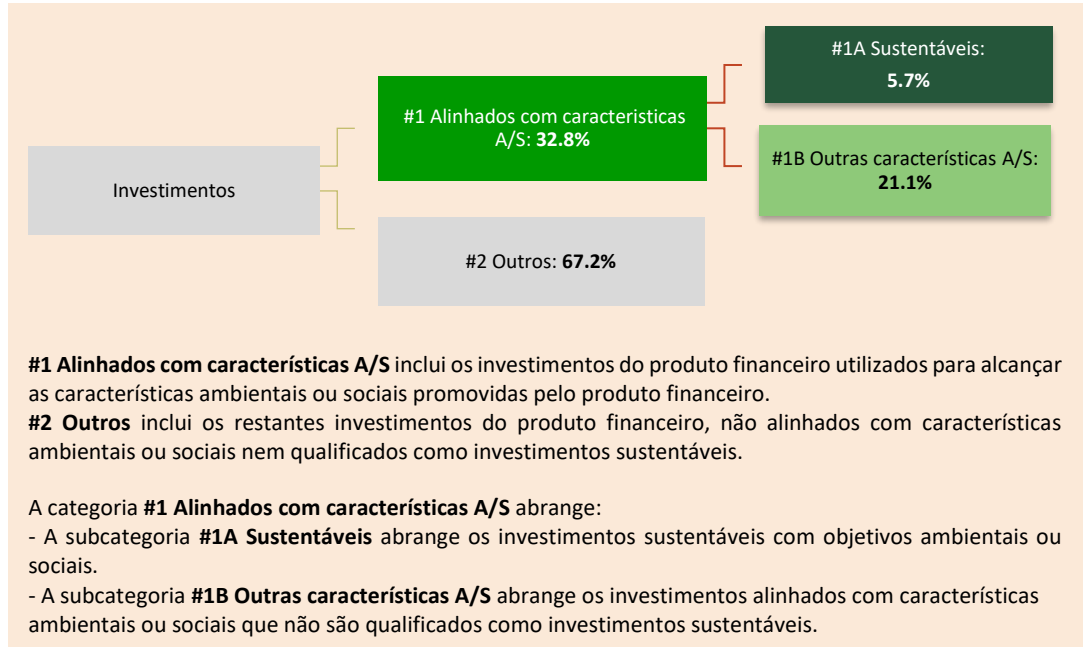 #1A Sustentáveis:
5.7%
#1 Alinhados com caracteristicas
A/S: 32.8%
#1B Outras características A/S:
21.1%
Investimentos
#2 Outros: 67.2%
#1 Alinhados com características A/S inclui os investimentos do produto financeiro utilizados para alcançar
as características ambientais ou sociais promovidas pelo produto financeiro.
#2 Outros inclui os restantes investimentos do produto financeiro, não alinhados com características
ambientais ou sociais nem qualificados como investimentos sustentáveis.
A categoria #1 Alinhados com características A/S abrange:
- A subcategoria #1A Sustentáveis abrange os investimentos sustentáveis com objetivos ambientais ou
sociais.
- A subcategoria #1B Outras características A/S abrange os investimentos alinhados com características
ambientais ou sociais que não são qualificados como investimentos sustentáveis.